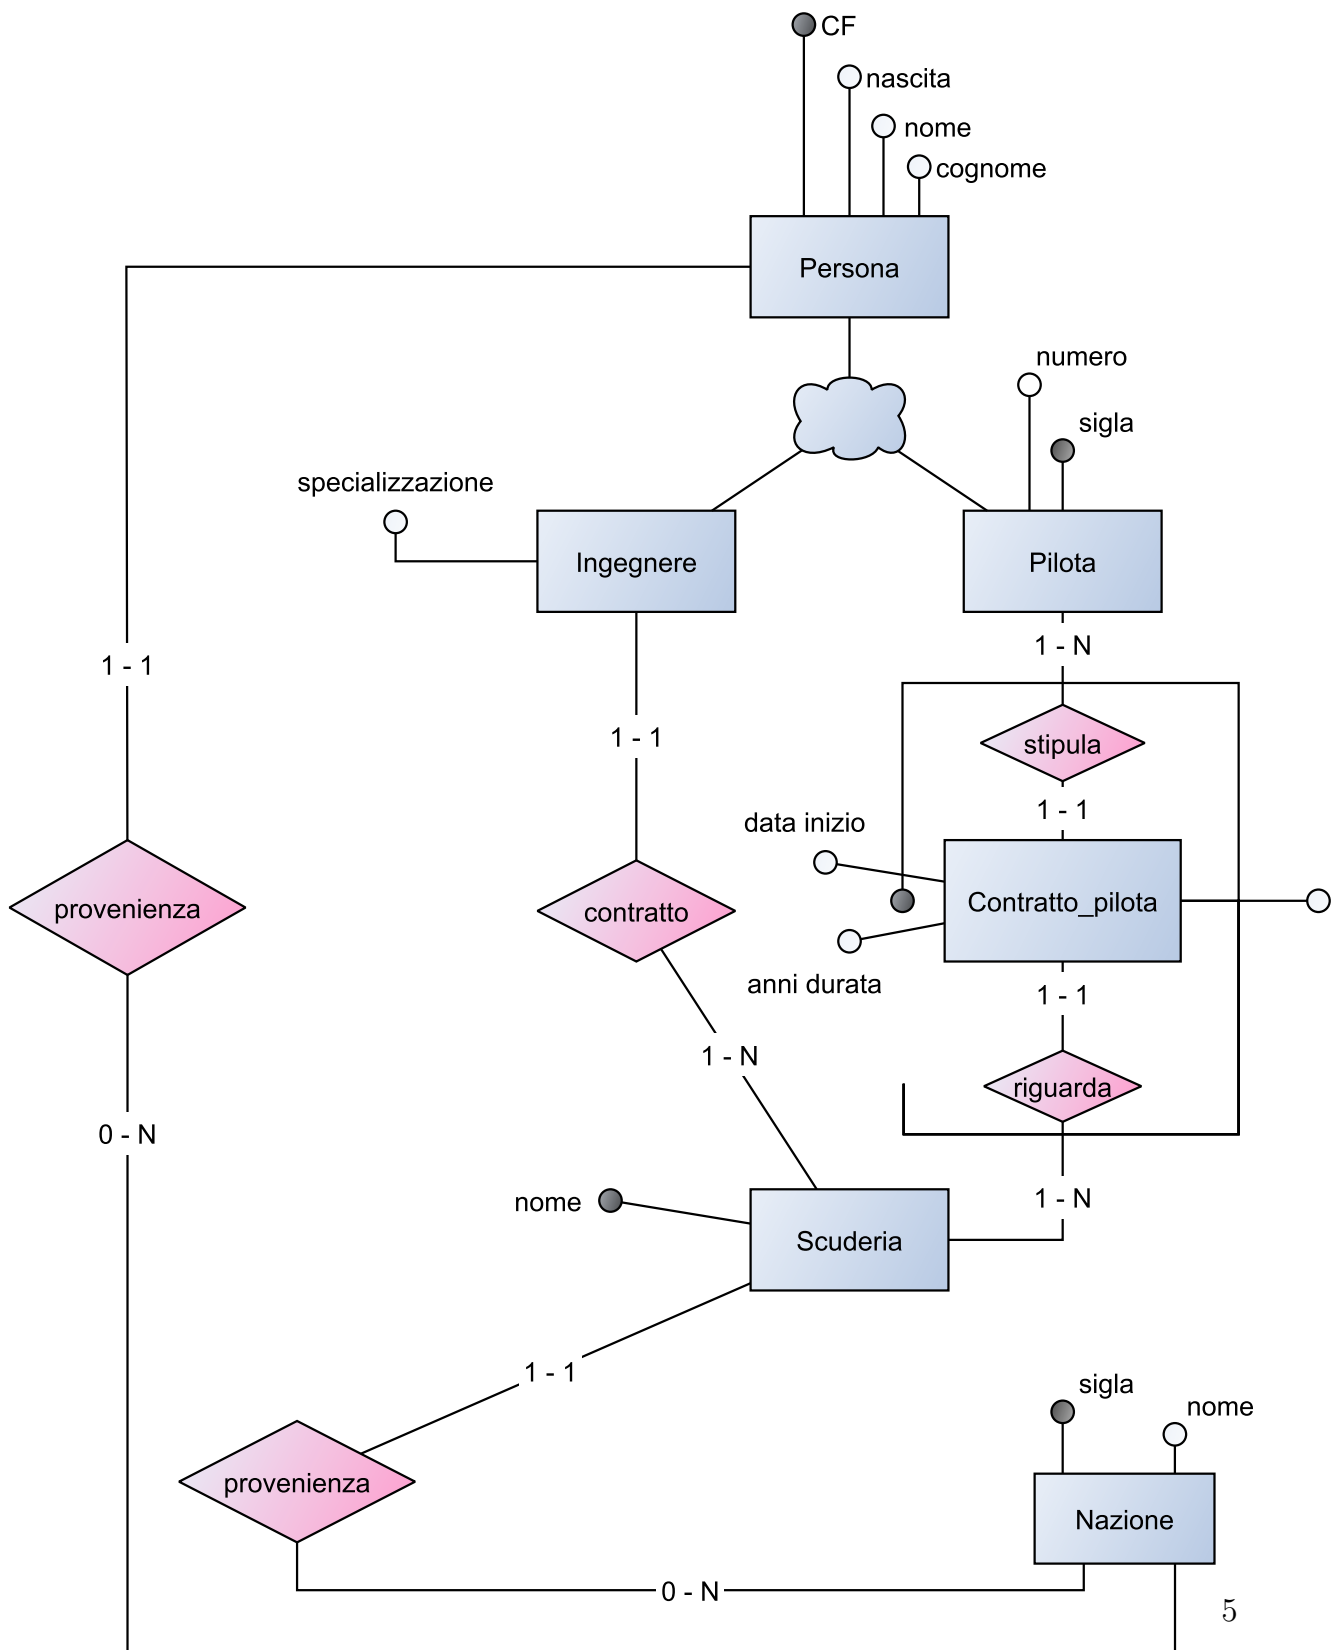 CF
nascita
nome
cognome
Persona
numero
sigla
specializzazione
Ingegnere
Pilota
1 - N
1 - 1
1 - 1
stipula
1 - 1
data inizio
provenienza
contratto
Contratto_pilota
anni durata
1 - 1
1 - N
riguarda
0 - N
1 - N
nome
Scuderia
1 - 1
sigla
nome
provenienza
Nazione
0 - N
5